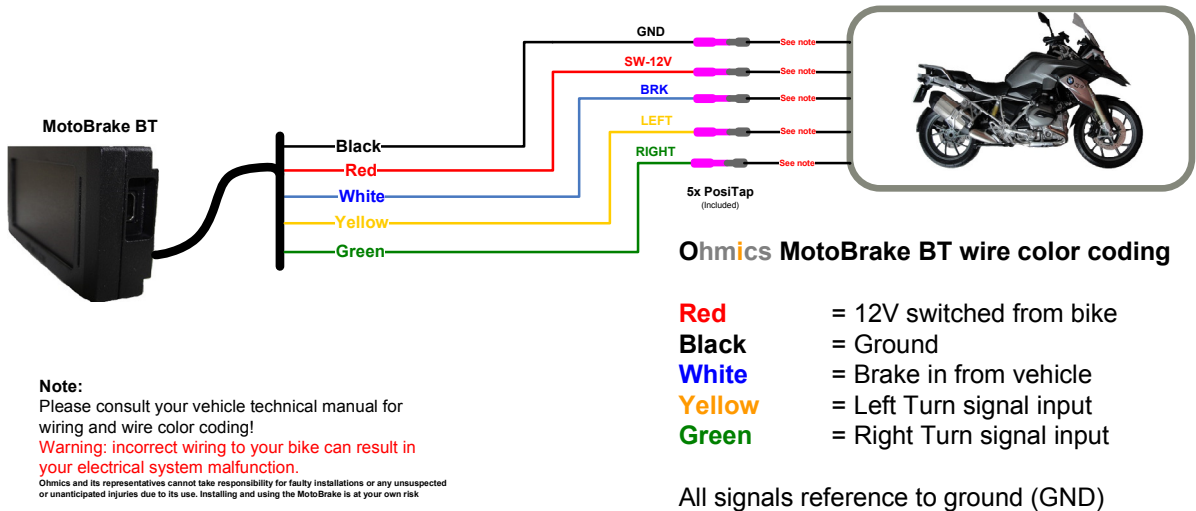 GND
See note
SW-12V
See note
BRK
See note
LEFT
See note
RIGHT
See note
MotoBrake BT
Black
Red
White
Yellow
Green
5x PosiTap
(Included)
Ohmics MotoBrake BT wire color coding
Red = 12V switched from bike
Black = Ground
White = Brake in from vehicle
Yellow = Left Turn signal input
Green = Right Turn signal input
All signals reference to ground (GND)
Note:
Please consult your vehicle technical manual for
wiring and wire color coding!
Warning: incorrect wiring to your bike can result in
your electrical system malfunction.
Ohmics and its representatives cannot take responsibility for faulty installations or any unsuspected
or unanticipated injuries due to its use. Installing and using the MotoBrake is at your own risk